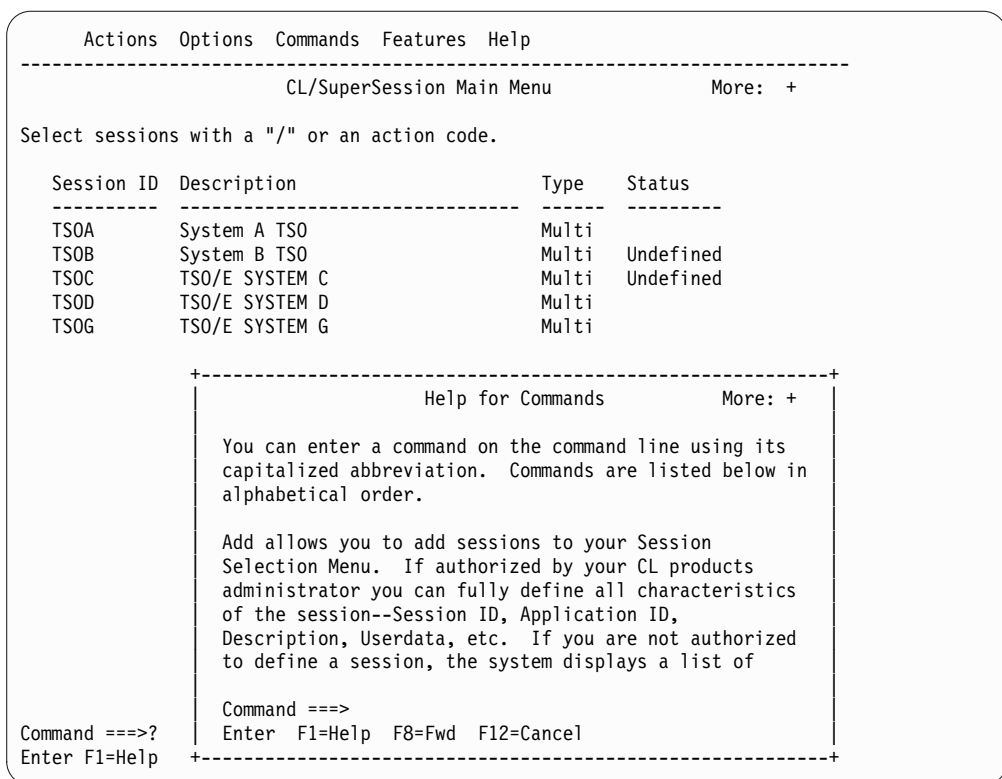 Actions  Options  Commands  Features  Help
-------------------------------------------------------------------------------
CL/SuperSession Main Menu               More:  +
Select sessions with a "/" or an action code.
Session ID  Description                       Type    Status
----------  --------------------------------  ------  ---------
TSOA        System A TSO                      Multi
TSOB        System B TSO                      Multi   Undefined
TSOC        TSO/E SYSTEM C                    Multi   Undefined
TSOD        TSO/E SYSTEM D                    Multi
TSOG        TSO/E SYSTEM G                    Multi
+-----------------------------------------------------------+
| Help for Commands           More: + |
| You can enter a command on the command line using its |
| capitalized abbreviation.  Commands are listed below in |
| alphabetical order. |
| Add allows you to add sessions to your Session |
| Selection Menu.  If authorized by your CL products |
| administrator you can fully define all characteristics |
| of the session--Session ID, Application ID, |
| Description, Userdata, etc.  If you are not authorized |
| to define a session, the system displays a list of |
| Command ===> |
Command ===>?   | Enter  F1=Help  F8=Fwd  F12=Cancel |
Enter F1=Help   +-----------------------------------------------------------+